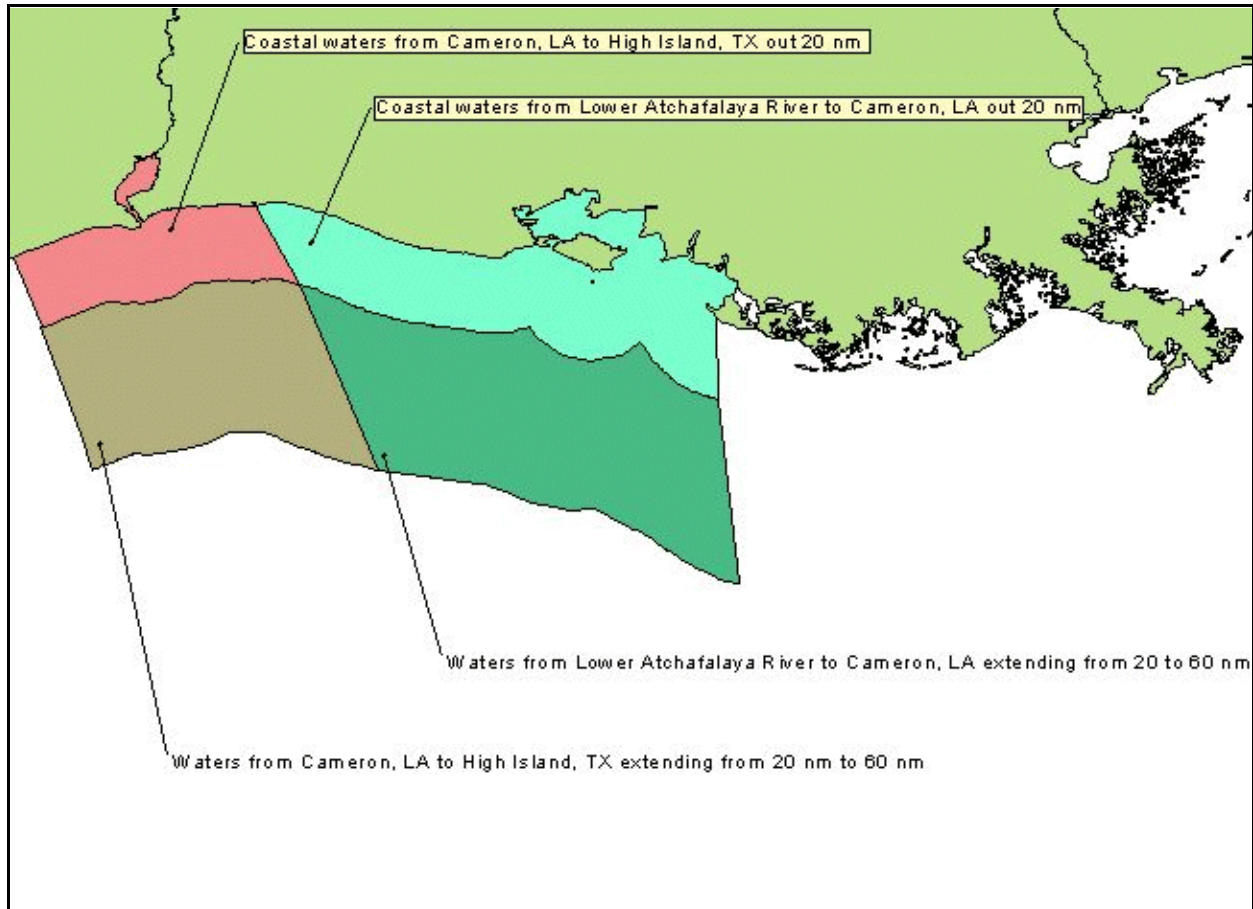 Coastal waters from Cameron, LA to High Island, TX out 20 nm
Coastal waters from Lower Atchafalaya River to Cameron, LA out 20 nm
Waters from Lower Atchafalaya River to Cameron, LA extending from 20 to 60 nm
Waters from Cameron, LA to High Island, TX extending from 20 nm to 60 nm